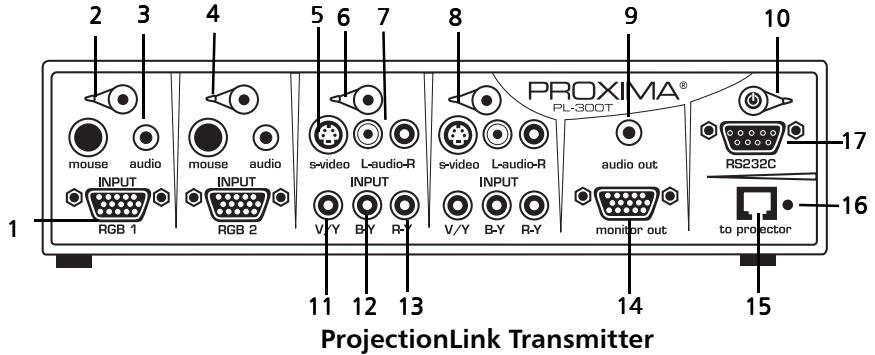 2 3 4 5 6 7 8 9 10
PROXIMA®
PL-300T
mouse audio mouse audio s-video L-audio-R s-video L-audio-R audio out RS232C 17
INPUT INPUT INPUT INPUT
1 RGB 1 RGB 2 V/Y B-Y R-Y V/Y B-Y R-Y monitor out to projector 16
11 12 13 14 15
ProjectionLink Transmitter